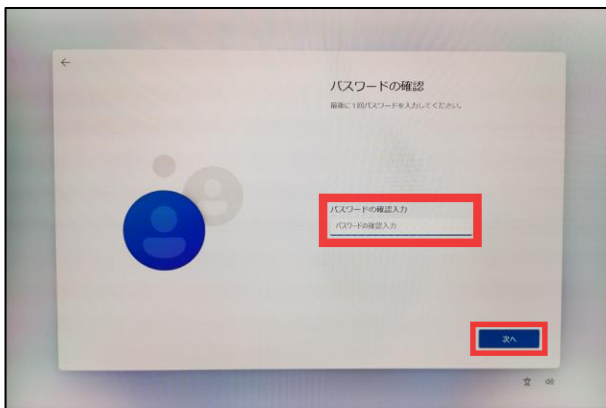 パスワードの確認
最後に1回パスワードを入力してください。
パスワードの確認入力
パスワードの確認入力
次へ